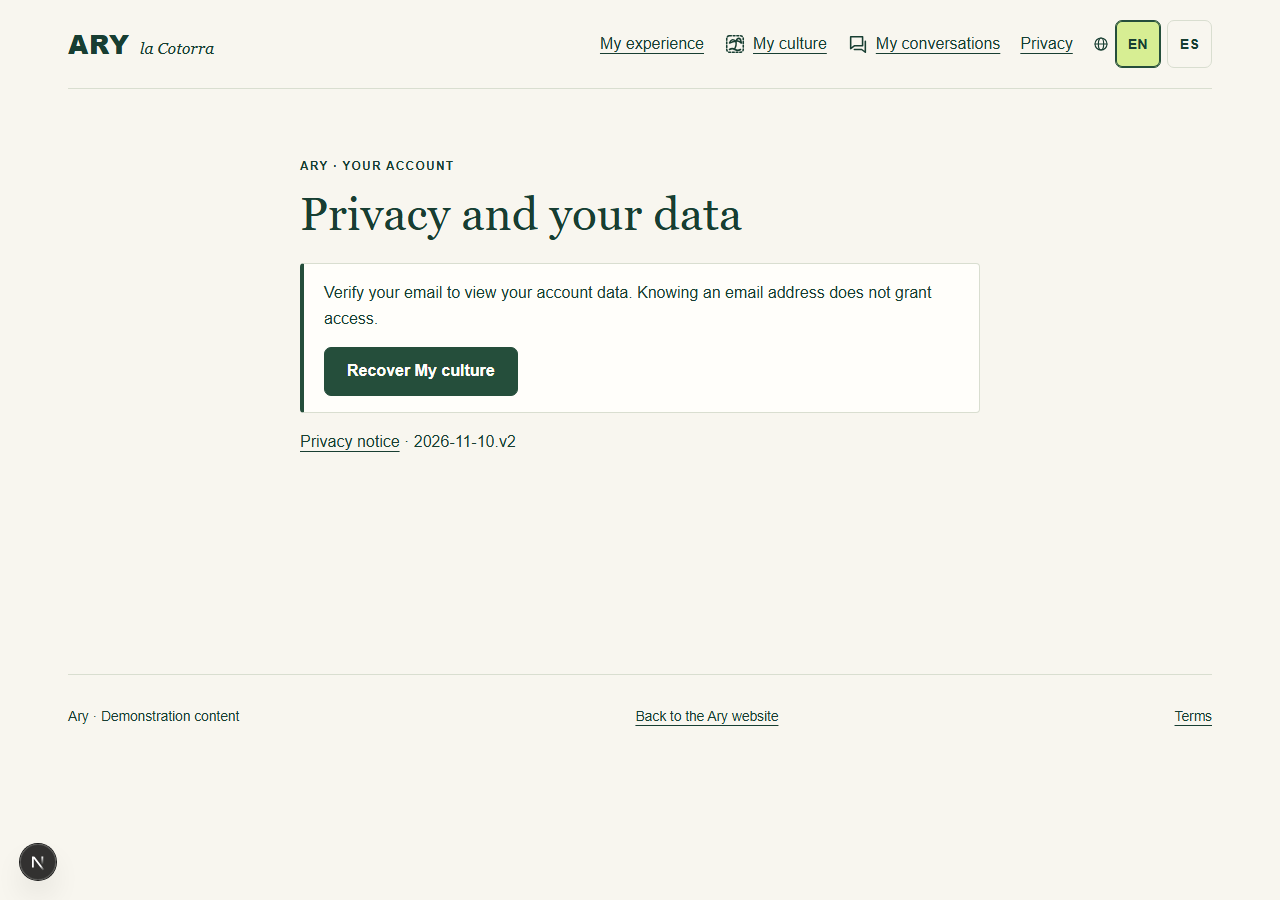 ARY la Cotorra
My experience My culture My conversations Privacy EN ES
ARY · YOUR ACCOUNT
Privacy and your data
Verify your email to view your account data. Knowing an email address does not grant
access.
Recover My culture
Privacy notice · 2026-11-10.v2
Ary · Demonstration content Back to the Ary website Terms
N